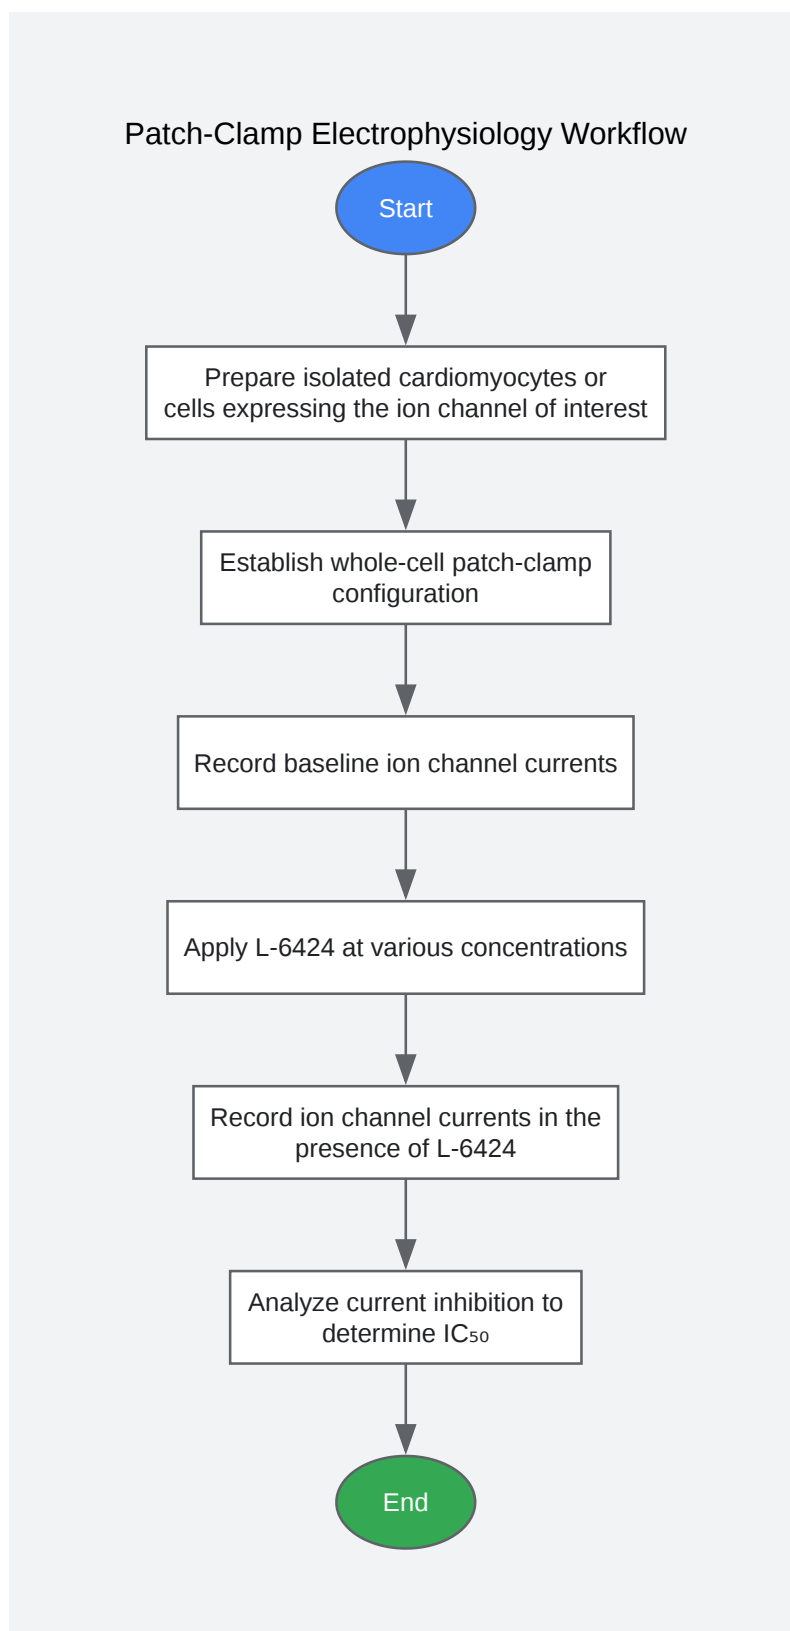 Patch-Clamp Electrophysiology Workflow
Start
Prepare isolated cardiomyocytes or
cells expressing the ion channel of interest
Establish whole-cell patch-clamp
configuration
Record baseline ion channel currents
Apply L-6424 at various concentrations
Record ion channel currents in the
presence of L-6424
Analyze current inhibition to
determine IC₅₀
End